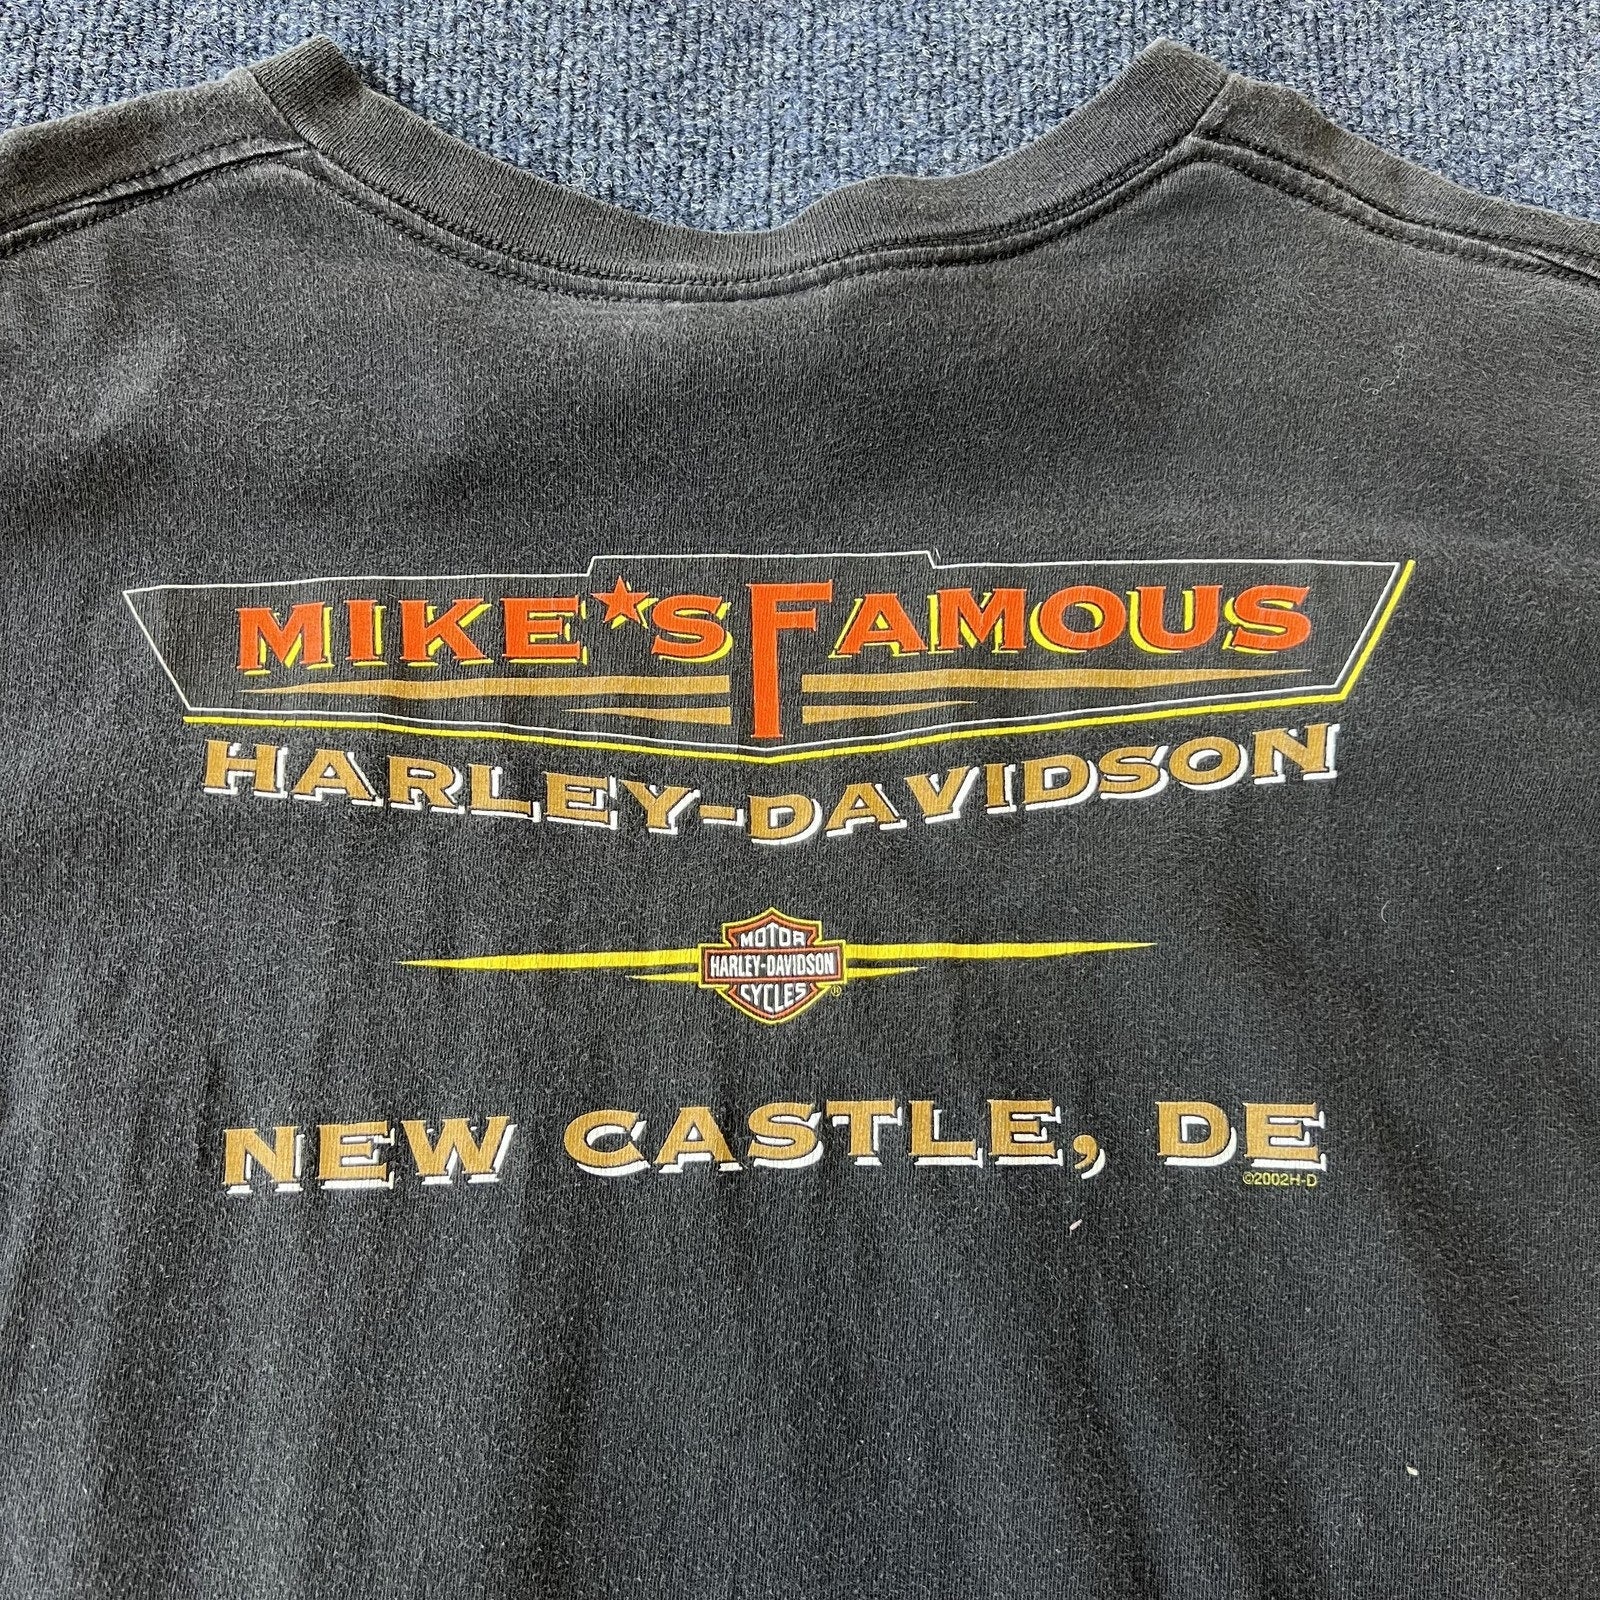 MIKE★S FAMOUS
HARLEY-DAVIDSON
MOTOR
HARLEY-DAVIDSON
CYCLES ®
NEW CASTLE, DE
©2002H-D